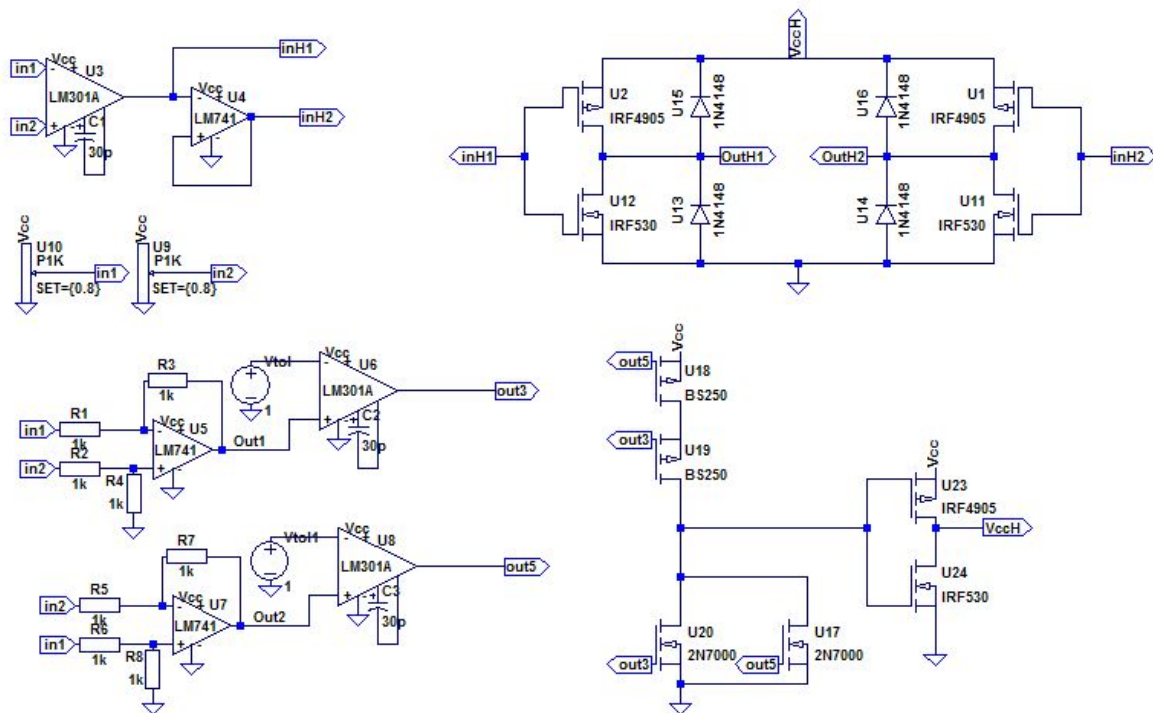 in1
in2
Vcc
U3
LM301A
C1
30p
Vcc
U4
LM741
inH1
inH2
Vcc
U10
P1K
SET={0.8}
in1
Vcc
U9
P1K
SET={0.8}
in2
VccH
U2
IRF4905
U15
1N4148
U16
1N4148
U1
IRF4905
inH1
OutH1
OutH2
inH2
U12
IRF530
U13
1N4148
U14
1N4148
U11
IRF530
in1
R1
1k
in2
R2
1k
R3
1k
R4
1k
Vcc
U5
LM741
Out1
Vtol
1
Vcc
U6
LM301A
C2
30p
out3
in2
R5
1k
in1
R6
1k
R7
1k
R8
1k
Vcc
U7
LM741
Out2
Vtol1
1
Vcc
U8
LM301A
C3
30p
out5
Vcc
out5
U18
BS250
out3
U19
BS250
U20
2N7000
out3
U17
2N7000
out5
Vcc
U23
IRF4905
VccH
U24
IRF530